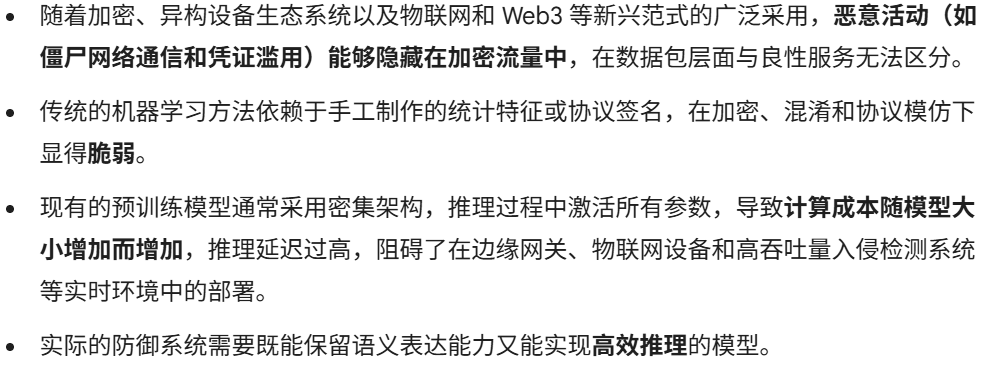 • 随着加密、异构设备生态系统以及物联网和 Web3 等新兴范式的广泛采用，恶意活动（如
僵尸网络通信和凭证滥用）能够隐藏在加密流量中，在数据包层面与良性服务无法区分。
• 传统的机器学习方法依赖于手工制作的统计特征或协议签名，在加密、混淆和协议模仿下
显得脆弱。
• 现有的预训练模型通常采用密集架构，推理过程中激活所有参数，导致计算成本随模型大
小增加而增加，推理延迟过高，阻碍了在边缘网关、物联网设备和高吞吐量入侵检测系统
等实时环境中的部署。
• 实际的防御系统需要既能保留语义表达能力又能实现高效推理的模型。